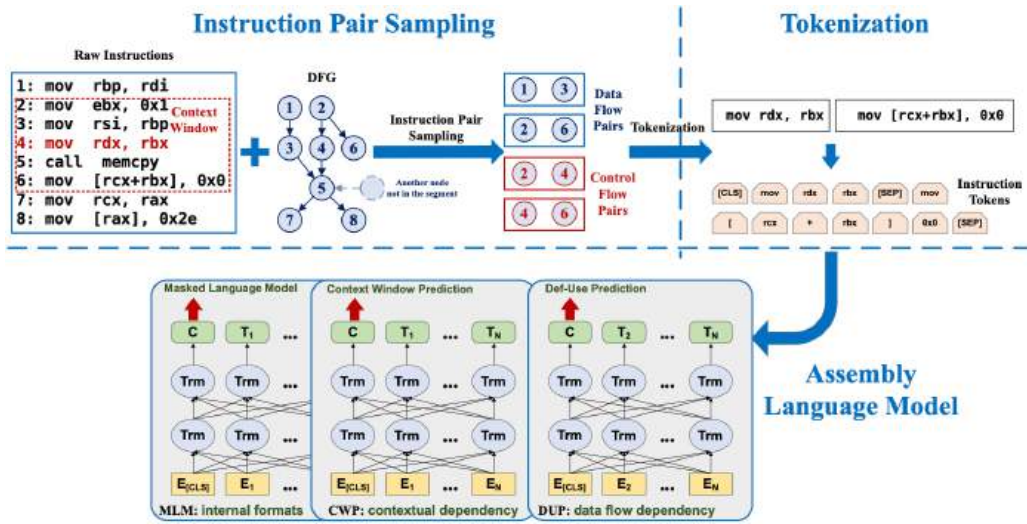 Instruction Pair Sampling
Tokenization
Raw Instructions
1: mov rbp, rdi
2: mov ebx, 0x1
3: mov rsi, rbp
4: mov rdx, rbx
5: call memcpy
6: mov [rcx+rbx], 0x0
7: mov rcx, rax
8: mov [rax], 0x2e
Context
Window
DFG
1 2
3 4 6
5
7 8
Another node
not in the segment
Instruction Pair
Sampling
1 3
2 6
2 4
4 6
Data
Flow
Pairs
Control
Flow
Pairs
Tokenization
mov rdx, rbx
mov [rcx+rbx], 0x0
[CLS] mov rdx rbx [SEP] mov
[ rcx + rbx ] 0x0 [SEP]
Instruction
Tokens
Masked Language Model
C T1 ...
Trm Trm ...
Trm Trm ...
E[CLS] E1 ...
MLM: internal formats
Context Window Prediction
C T1 ... TN
Trm Trm ... Trm
Trm Trm ... Trm
E[CLS] E1 ... EN
CWP: contextual dependency
Def-Use Prediction
C T2 ... TN
Trm Trm ... Trm
Trm Trm ... Trm
E[CLS] E2 ... EN
DUP: data flow dependency
Assembly
Language Model